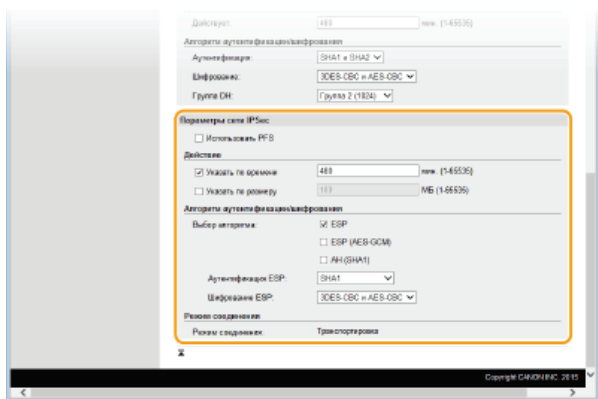 Действует: 480 мин. (1-65535)
Алгоритм аутентификации/шифрования
Аутентификация: SHA1 и SHA2
Шифрование: 3DES-CBC и AES-CBC
Группа DH: Группа 2 (1024)
Параметры сети IPSec
Использовать PFS
Действие
Указать по времени 480 мин. (1-65535)
Указать по размеру МБ (1-65535)
Алгоритм аутентификации/шифрования
Выбор алгоритма: ESP
ESP (AES-GCM)
AH (SHA1)
Аутентификация ESP: SHA1
Шифрование ESP: 3DES-CBC и AES-CBC
Режим соединения
Режим соединения: Транспортировка
Copyright CANON INC. 2015